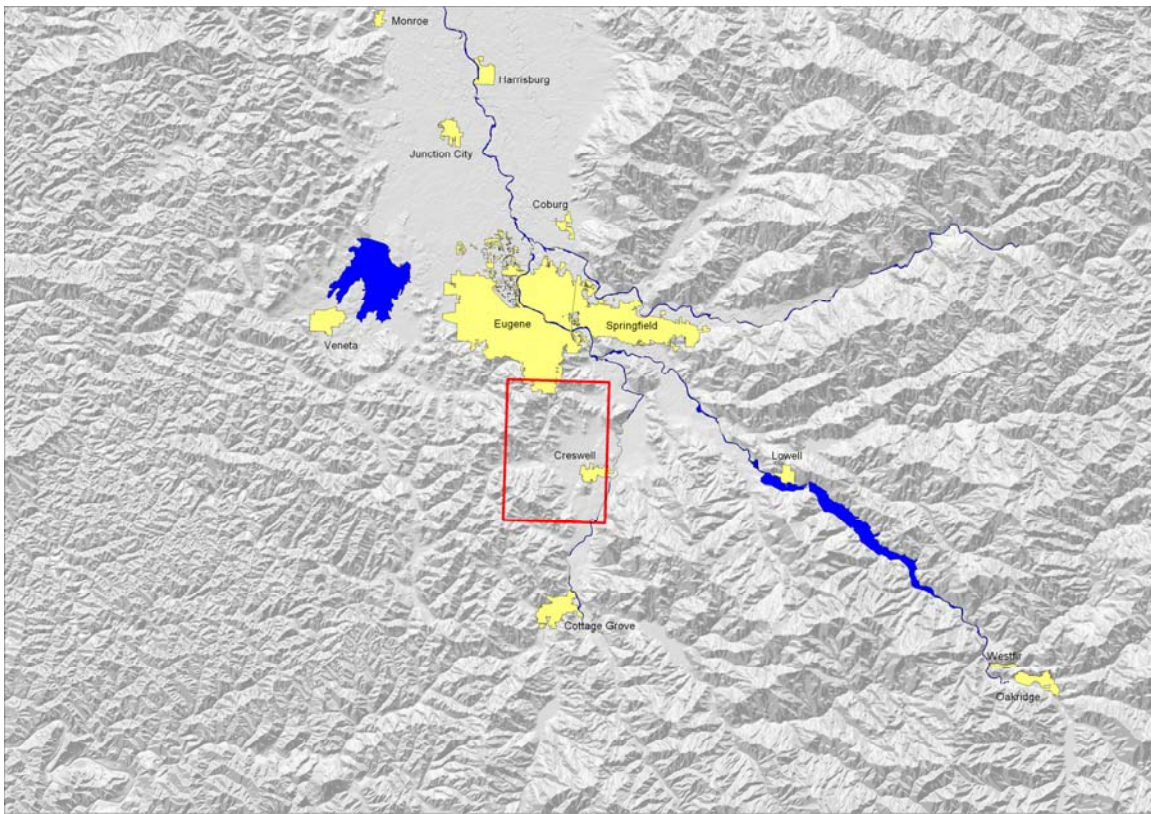 Monroe
Harrisburg
Junction City
Coburg
Eugene
Springfield
Veneta
Creswell
Lowell
Cottage Grove
Westfir
Oakridge